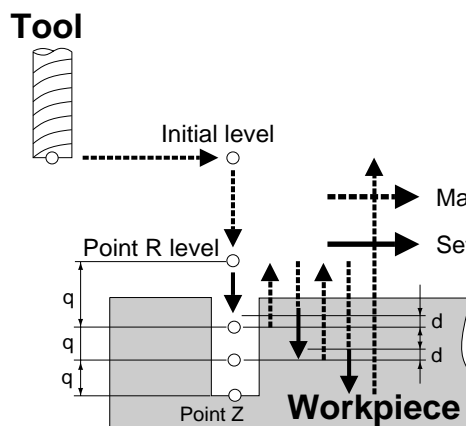 Tool
Initial level
Ma
Point R level
Se
q
d
q
d
q
Point Z
Workpiece